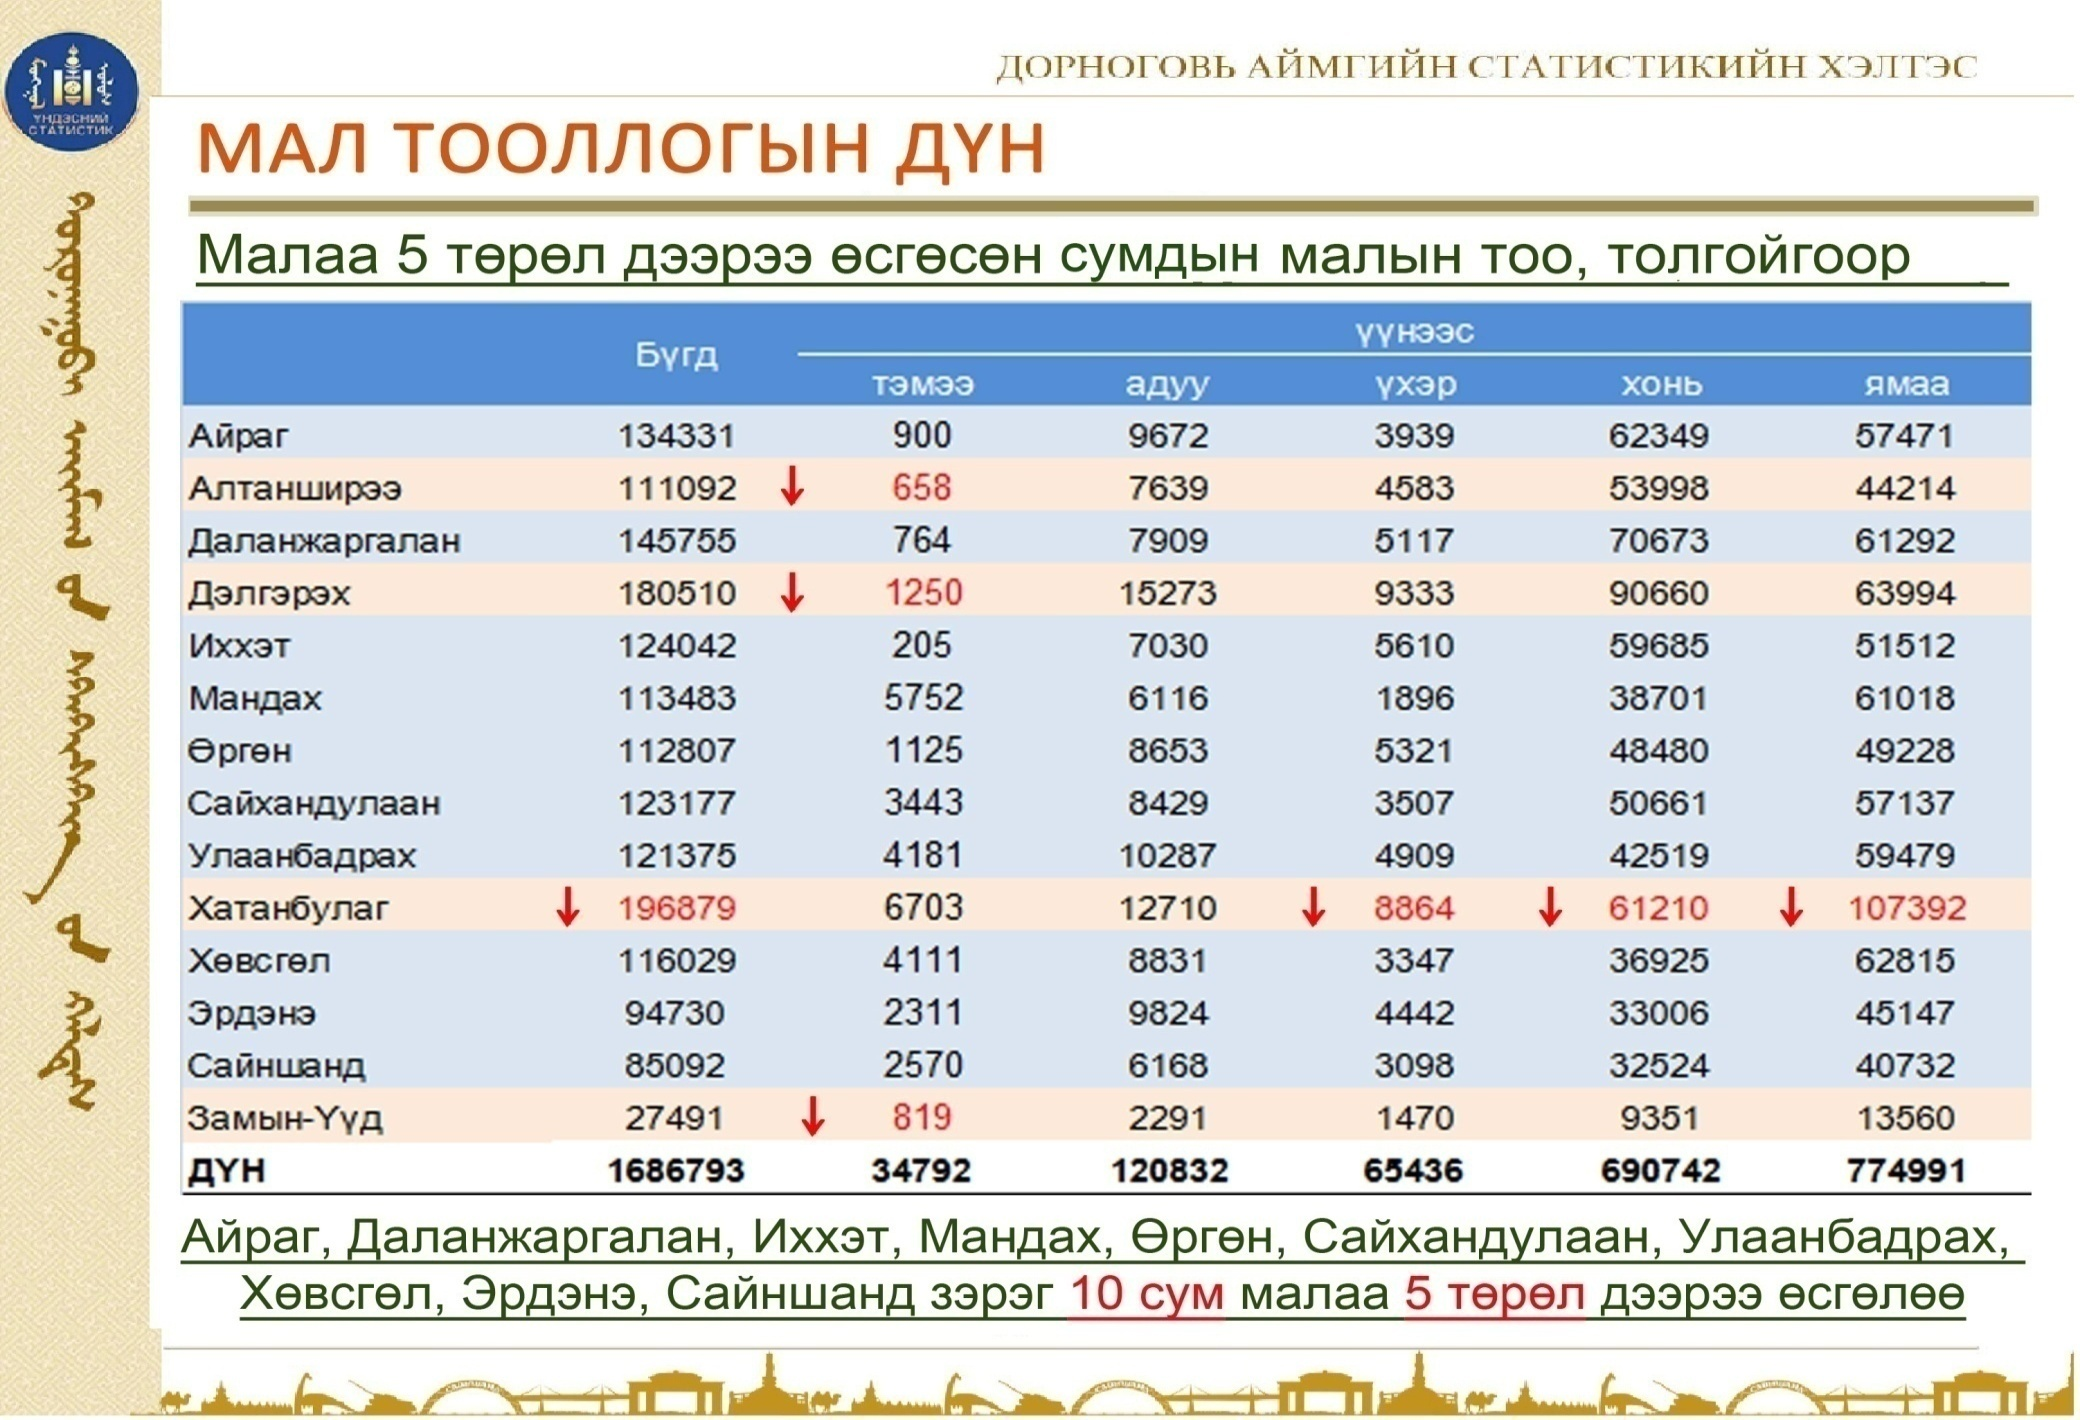 ҮНДЭСНИЙ
СТАТИСТИК
ДОРНОГОВЬ АЙМГИЙН СТАТИСТИКИЙН ХЭЛТЭС
МАЛ ТООЛЛОГЫН ДҮН
Малаа 5 төрөл дээрээ өсгөсөн сумдын малын тоо, толгойгоор
Бүгд үүнээс
тэмээ адуу үхэр хонь ямаа
Айраг 134331 900 9672 3939 62349 57471
Алтанширээ 111092 ↓ 658 7639 4583 53998 44214
Даланжаргалан 145755 764 7909 5117 70673 61292
Дэлгэрэх 180510 ↓ 1250 15273 9333 90660 63994
Иххэт 124042 205 7030 5610 59685 51512
Мандах 113483 5752 6116 1896 38701 61018
Өргөн 112807 1125 8653 5321 48480 49228
Сайхандулаан 123177 3443 8429 3507 50661 57137
Улаанбадрах 121375 4181 10287 4909 42519 59479
Хатанбулаг ↓ 196879 6703 12710 ↓ 8864 ↓ 61210 ↓ 107392
Хөвсгөл 116029 4111 8831 3347 36925 62815
Эрдэнэ 94730 2311 9824 4442 33006 45147
Сайншанд 85092 2570 6168 3098 32524 40732
Замын-Үүд 27491 ↓ 819 2291 1470 9351 13560
ДҮН 1686793 34792 120832 65436 690742 774991
Айраг, Даланжаргалан, Иххэт, Мандах, Өргөн, Сайхандулаан, Улаанбадрах,
Хөвсгөл, Эрдэнэ, Сайншанд зэрэг 10 сум малаа 5 төрөл дээрээ өсгөлөө